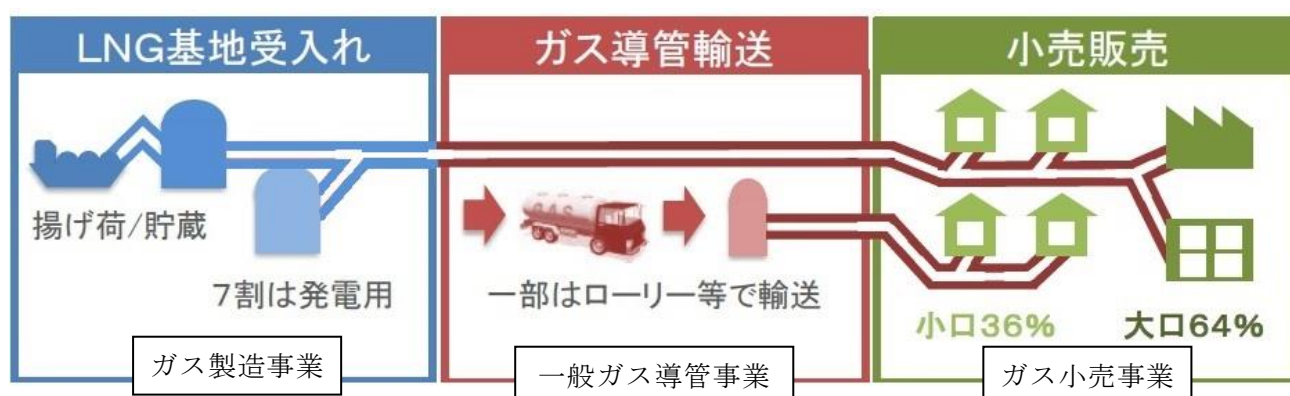 LNG基地受入れ
揚げ荷/貯蔵
7割は発電用
ガス製造事業
ガス導管輸送
GAS
一部はローリー等で輸送
一般ガス導管事業
小売販売
小口36%
大口64%
ガス小売事業